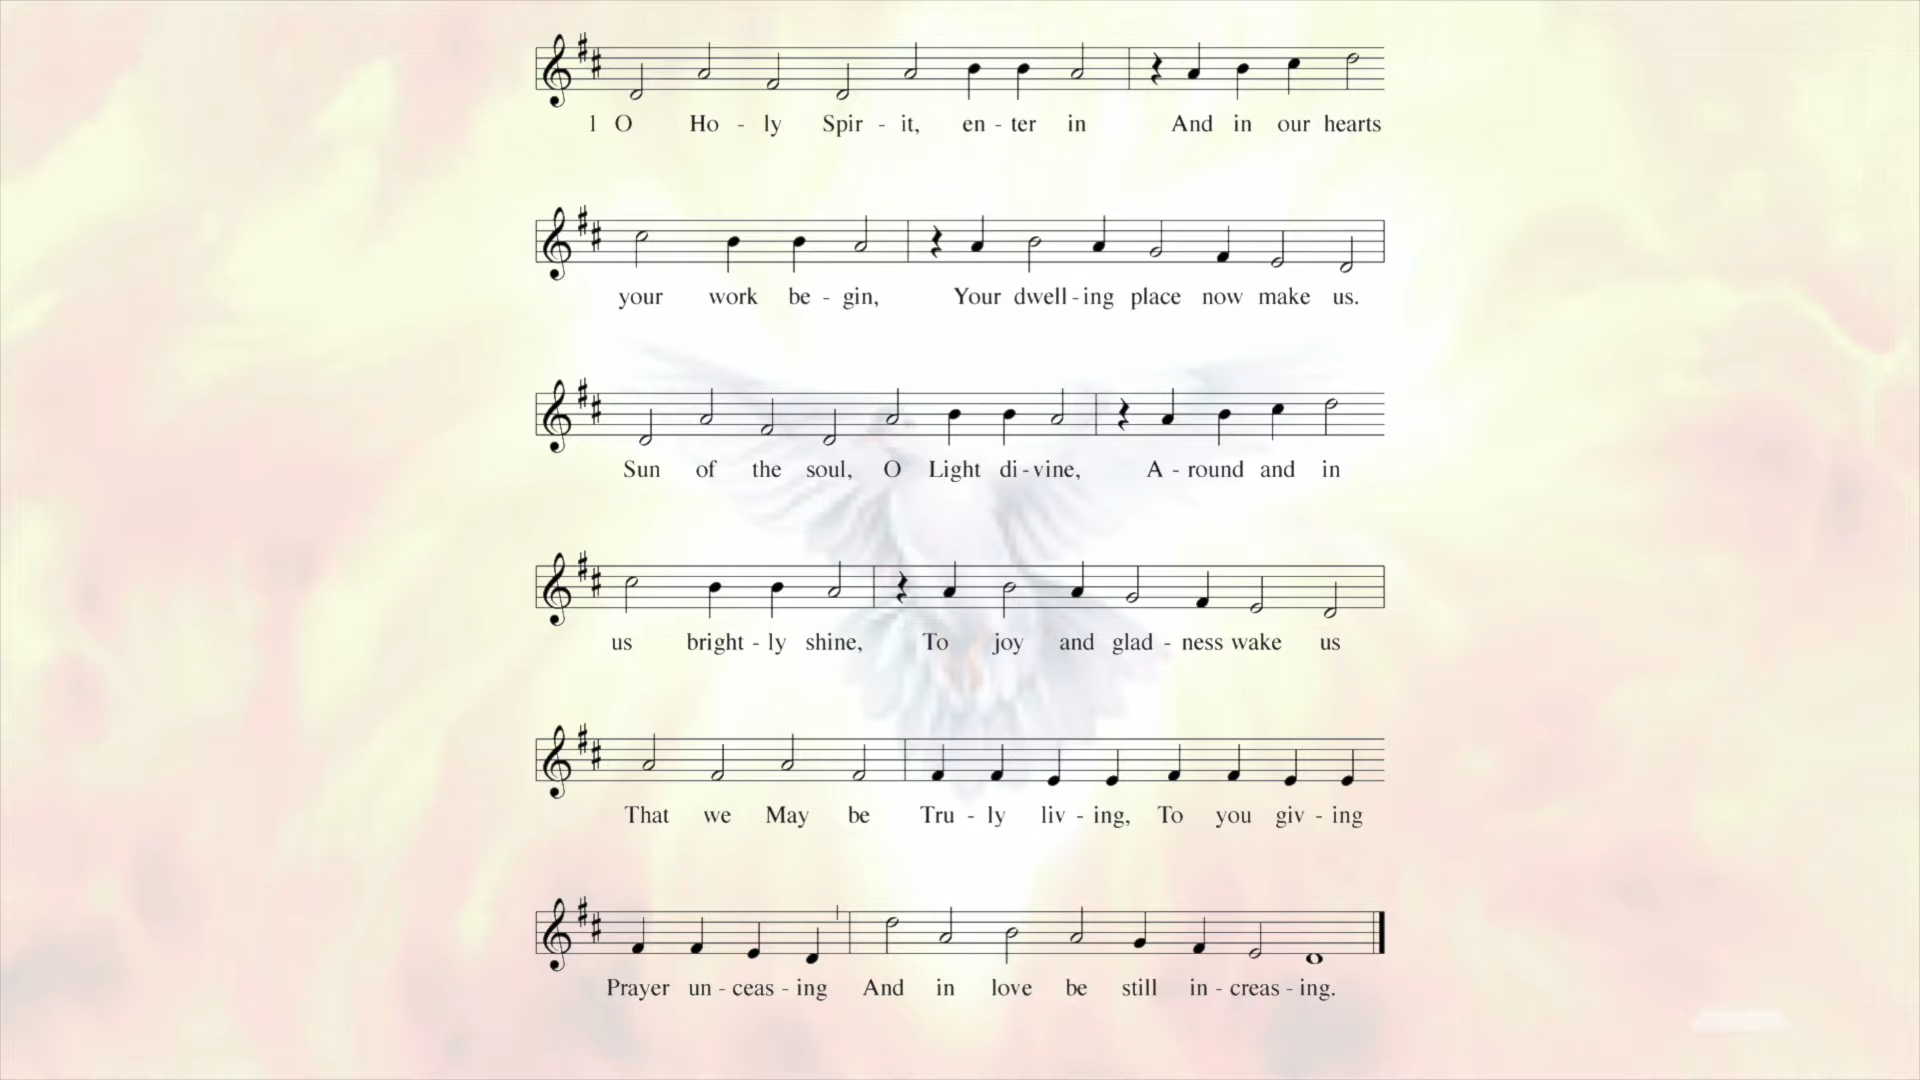 1 O Ho - ly Spir - it, en - ter in And in our hearts
your work be - gin, Your dwell - ing place now make us.
Sun of the soul, O Light di - vine, A - round and in
us bright - ly shine, To joy and glad - ness wake us
That we May be Tru - ly liv - ing, To you giv - ing
Prayer un - ceas - ing And in love be still in - creas - ing.